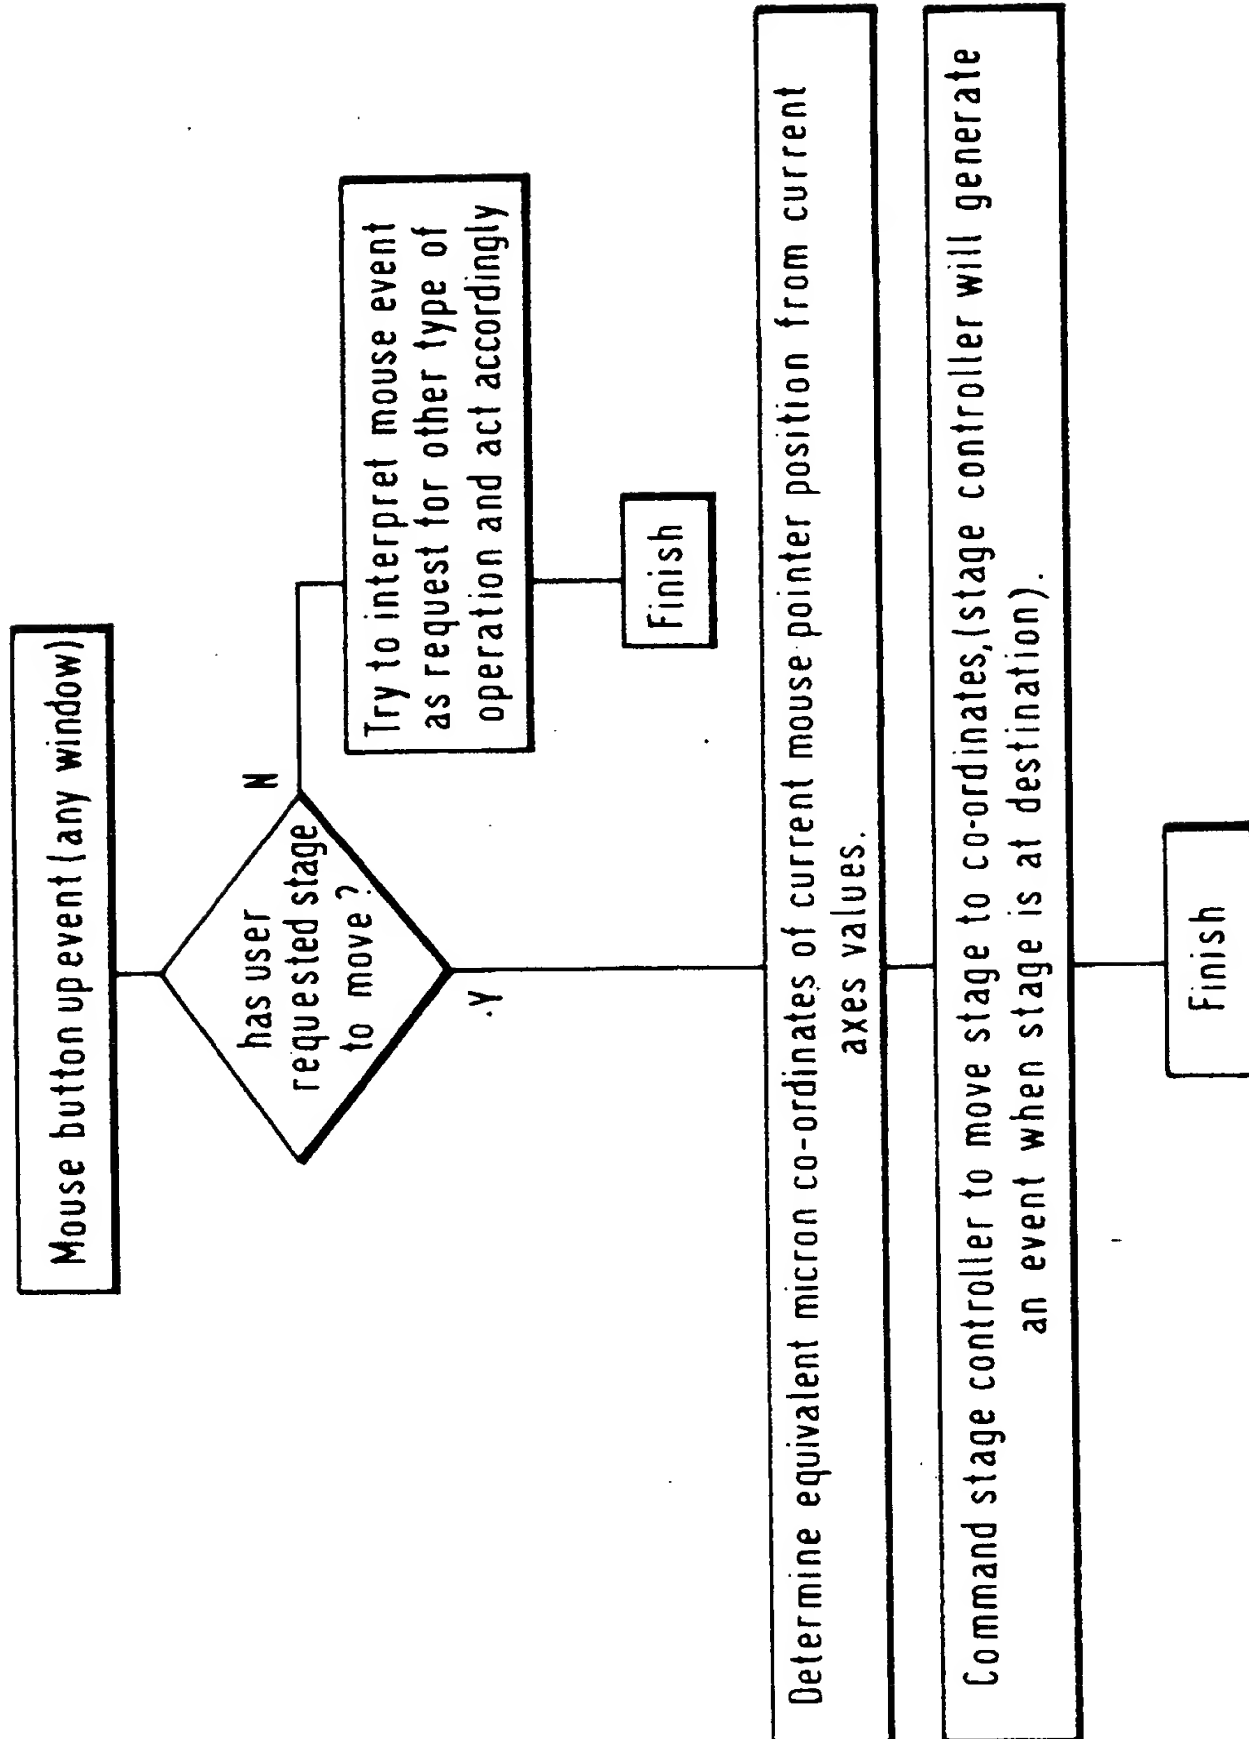 Mouse button up event (any window)
has user
requested stage
to move ?
N
Try to interpret mouse event
as request for other type of
operation and act accordingly
Finish
Y
Determine equivalent micron co-ordinates of current mouse pointer position from current
axes values.
Command stage controller to move stage to co-ordinates,(stage controller will generate
an event when stage is at destination).
Finish